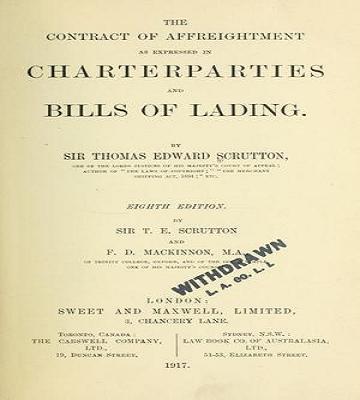 THE
CONTRACT OF AFFREIGHTMENT
AS EXPRESSED IN
CHARTERPARTIES
AND
BILLS OF LADING.
BY
SIR THOMAS EDWARD SCRUTTON,
ONE OF THE LORDS JUSTICES OF HIS MAJESTY'S COURT OF APPEAL;
AUTHOR OF "THE LAWS OF COPYRIGHT;" "THE MERCHANT
SHIPPING ACT, 1894;" ETC.
EIGHTH EDITION.
BY
SIR T. E. SCRUTTON
AND
F. D. MACKINNON, M.A.,
OF TRINITY COLLEGE, OXFORD, AND OF THE
ONE OF HIS MAJESTY'S
WITHDRAWN
L. A. CO. L. L.
LONDON:
SWEET AND MAXWELL, LIMITED,
3, CHANCERY LANE.
TORONTO, CANADA: SYDNEY, N.S.W.:
THE CARSWELL COMPANY, LAW BOOK CO. OF AUSTRALASIA,
LTD., LTD.,
19, DUNCAN STREET, 51-53, ELIZABETH STREET.
1917.